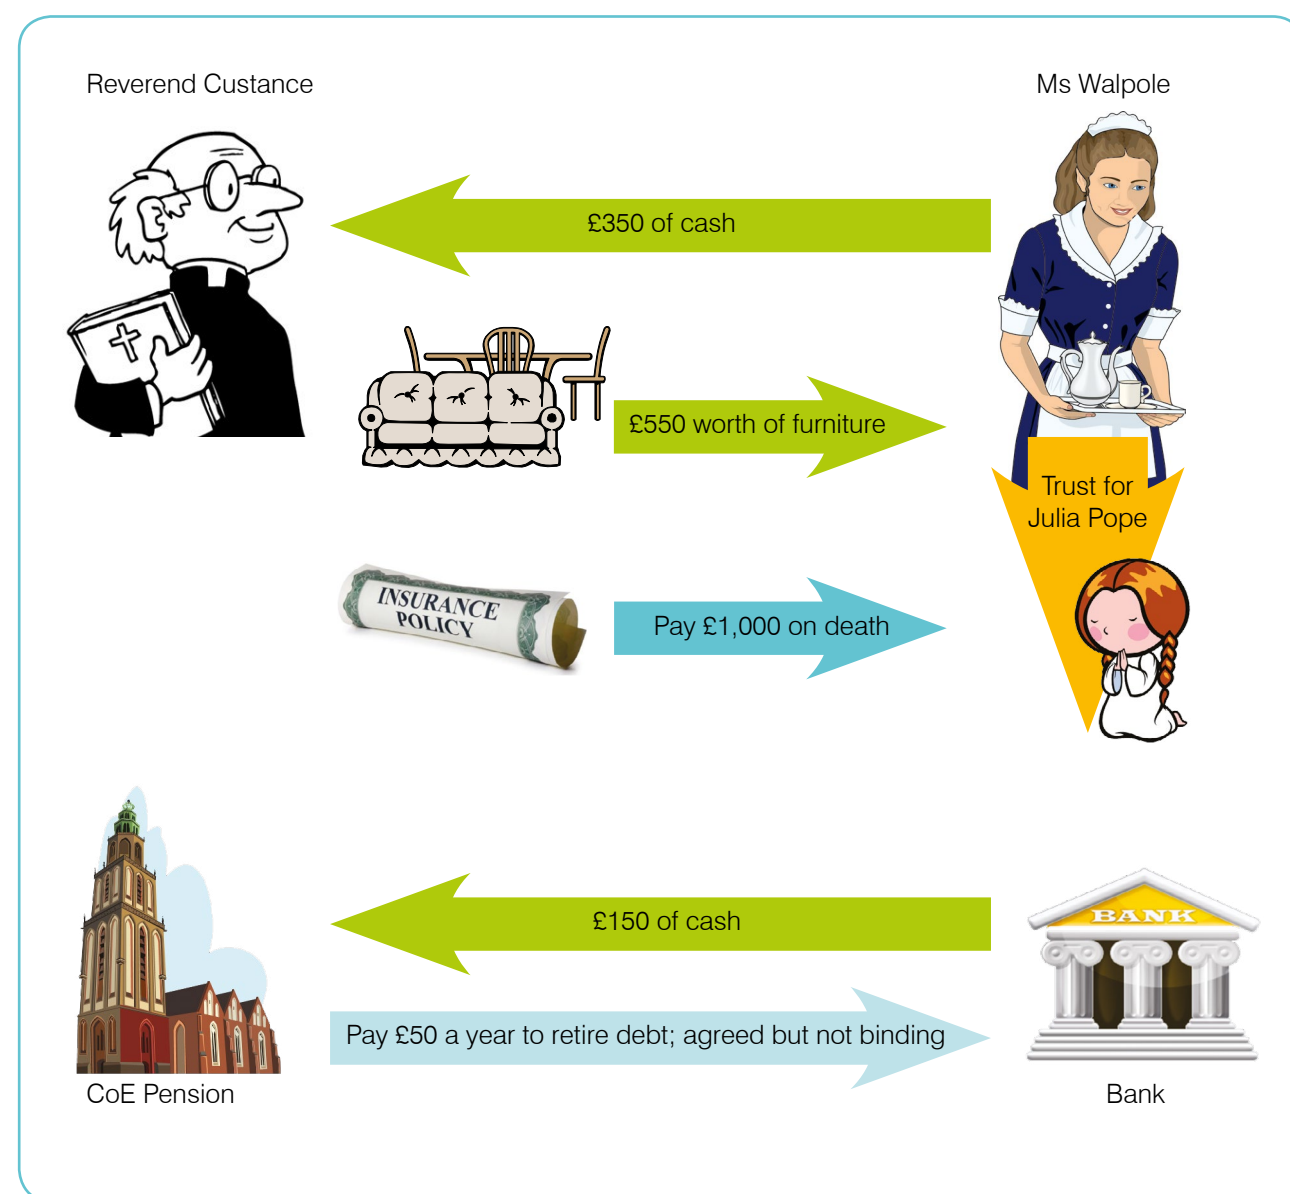 Reverend Custance
Ms Walpole
£350 of cash
£550 worth of furniture
Trust for
Julia Pope
INSURANCE
POLICY
Pay £1,000 on death
£150 of cash
BANK
Pay £50 a year to retire debt; agreed but not binding
CoE Pension
Bank